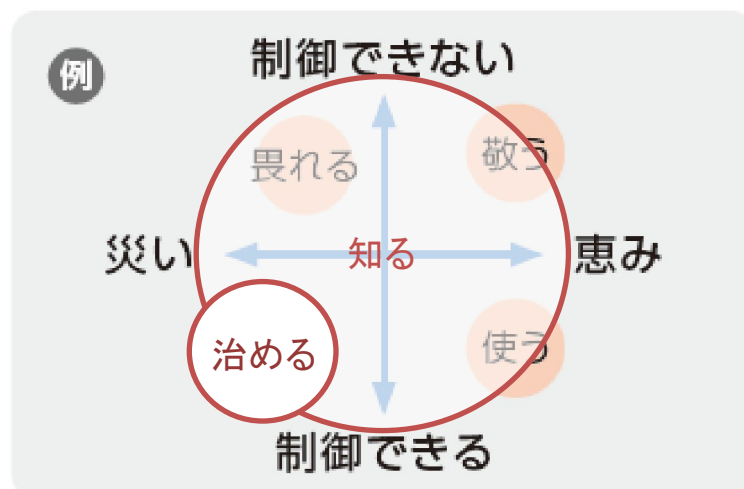 例
制御できない
畏れる
敬う
災い
知る
恵み
治める
使う
制御できる